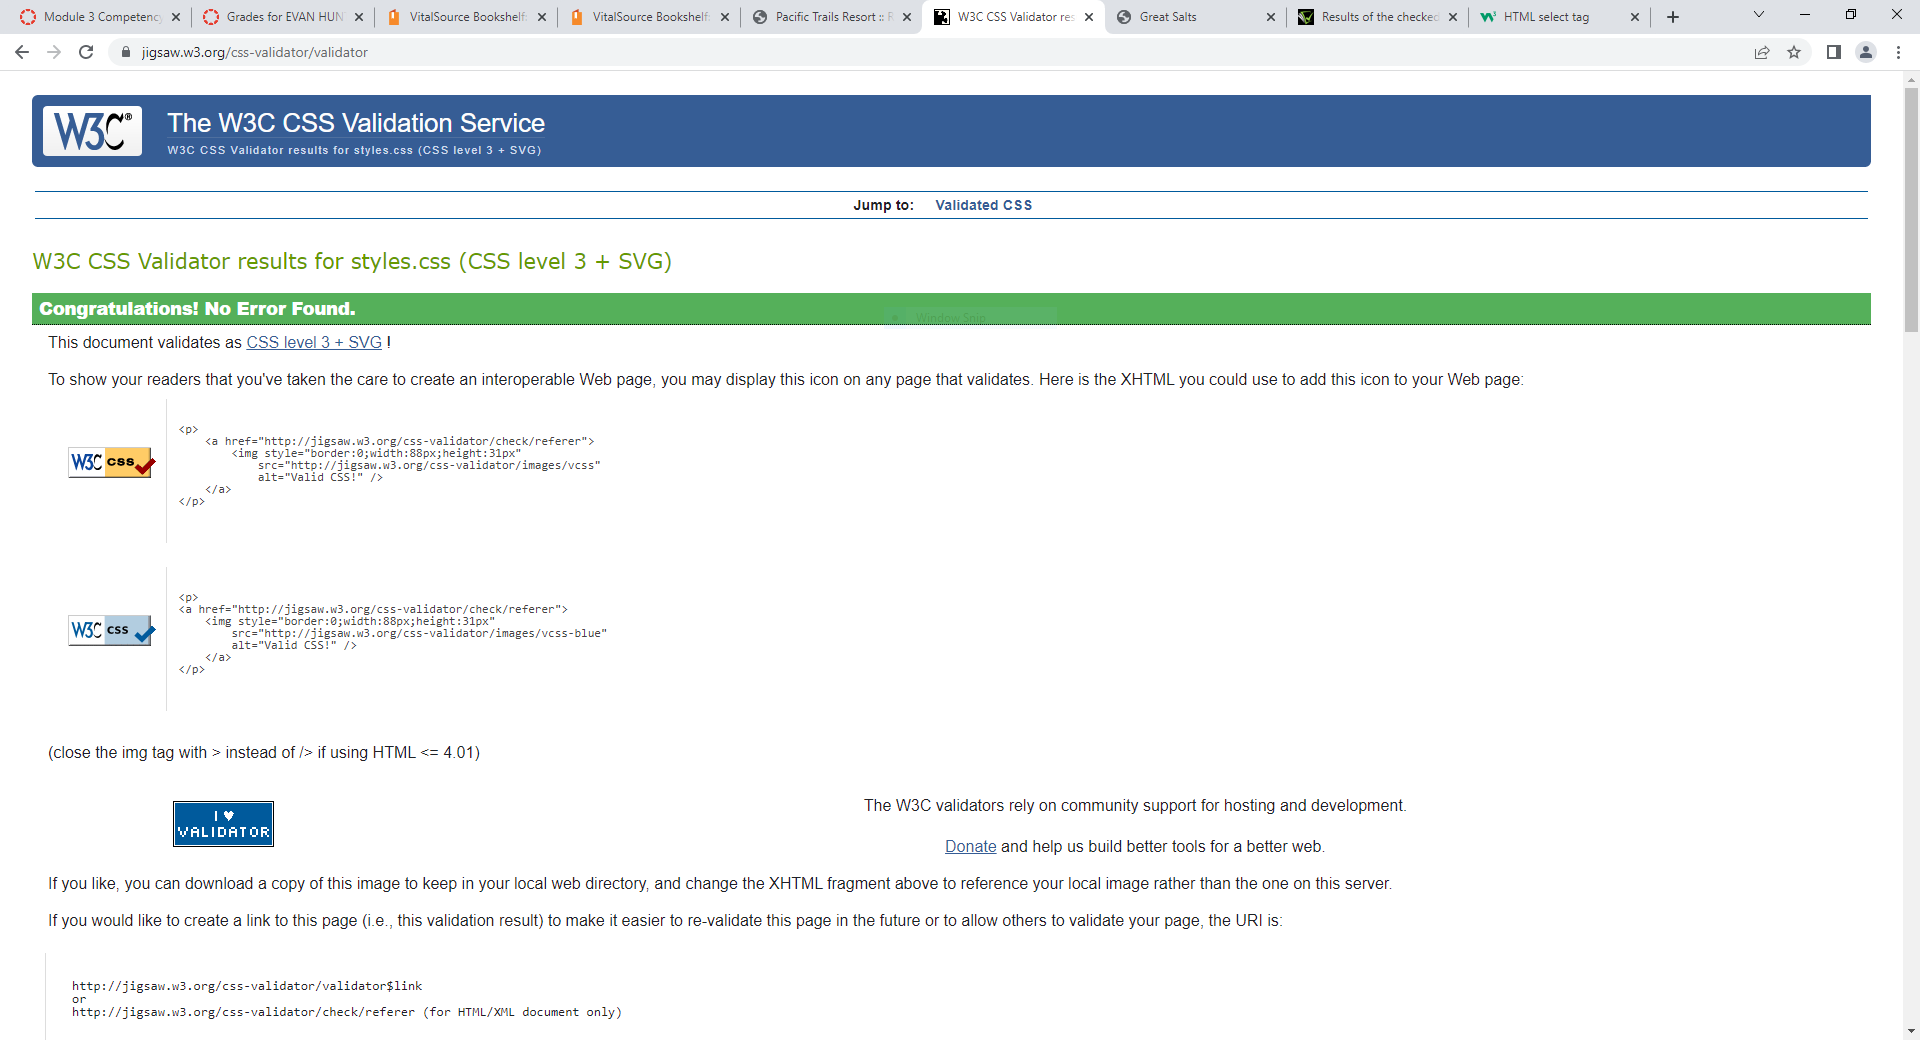 Module 3 Competency
Grades for EVAN HUN
VitalSource Bookshelf:
VitalSource Bookshelf:
Pacific Trails Resort :: R
W3C CSS Validator res
Great Salts
Results of the checked
HTML select tag
jigsaw.w3.org/css-validator/validator
W3C®
The W3C CSS Validation Service
W3C CSS Validator results for styles.css (CSS level 3 + SVG)
Jump to: Validated CSS
W3C CSS Validator results for styles.css (CSS level 3 + SVG)
Congratulations! No Error Found.
Window Snip
This document validates as CSS level 3 + SVG !
To show your readers that you've taken the care to create an interoperable Web page, you may display this icon on any page that validates. Here is the XHTML you could use to add this icon to your Web page:
W3C CSS
<p>
<a href="http://jigsaw.w3.org/css-validator/check/referer">
<img style="border:0;width:88px;height:31px"
src="http://jigsaw.w3.org/css-validator/images/vcss"
alt="Valid CSS!" />
</a>
</p>
W3C CSS
<p>
<a href="http://jigsaw.w3.org/css-validator/check/referer">
<img style="border:0;width:88px;height:31px"
src="http://jigsaw.w3.org/css-validator/images/vcss-blue"
alt="Valid CSS!" />
</a>
</p>
(close the img tag with > instead of /> if using HTML <= 4.01)
I ♥
VALIDATOR
The W3C validators rely on community support for hosting and development.
Donate and help us build better tools for a better web.
If you like, you can download a copy of this image to keep in your local web directory, and change the XHTML fragment above to reference your local image rather than the one on this server.
If you would like to create a link to this page (i.e., this validation result) to make it easier to re-validate this page in the future or to allow others to validate your page, the URI is:
http://jigsaw.w3.org/css-validator/validator$link
or
http://jigsaw.w3.org/css-validator/check/referer (for HTML/XML document only)